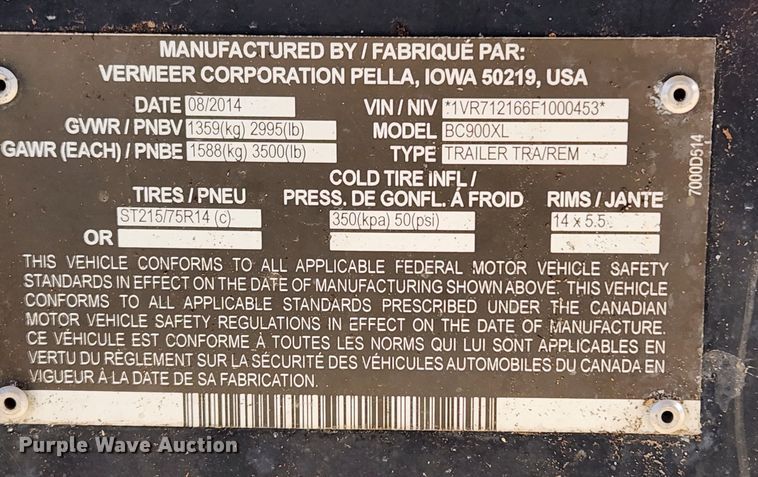 MANUFACTURED BY / FABRIQUÉ PAR:
VERMEER CORPORATION PELLA, IOWA 50219, USA
DATE 08/2014 VIN / NIV *1VR712166F1000453*
GVWR / PNBV 1359(kg) 2995(lb) MODEL BC900XL
GAWR (EACH) / PNBE 1588(kg) 3500(lb) TYPE TRAILER TRA/REM
COLD TIRE INFL /
TIRES / PNEU PRESS. DE GONFL. Á FROID RIMS / JANTE
ST215/75R14 (c) 350(kpa) 50(psi) 14 x 5.5
OR
THIS VEHICLE CONFORMS TO ALL APPLICABLE FEDERAL MOTOR VEHICLE SAFETY
STANDARDS IN EFFECT ON THE DATE OF MANUFACTURING SHOWN ABOVE. THIS VEHICLE
CONFORMS TO ALL APPLICABLE STANDARDS PRESCRIBED UNDER THE CANADIAN
MOTOR VEHICLE SAFETY REGULATIONS IN EFFECT ON THE DATE OF MANUFACTURE.
CE VÉHICULE EST CONFORME À TOUTES LES NORMS QUI LUI SONT APPLICABLES EN
VERTU DU RÈGLEMENT SUR LA SÉCURITÉ DES VÉHICULES AUTOMOBILES DU CANADA EN
VIGUEUR À LA DATE DE SA FABRICATION.
7000D514
Purple Wave Auction